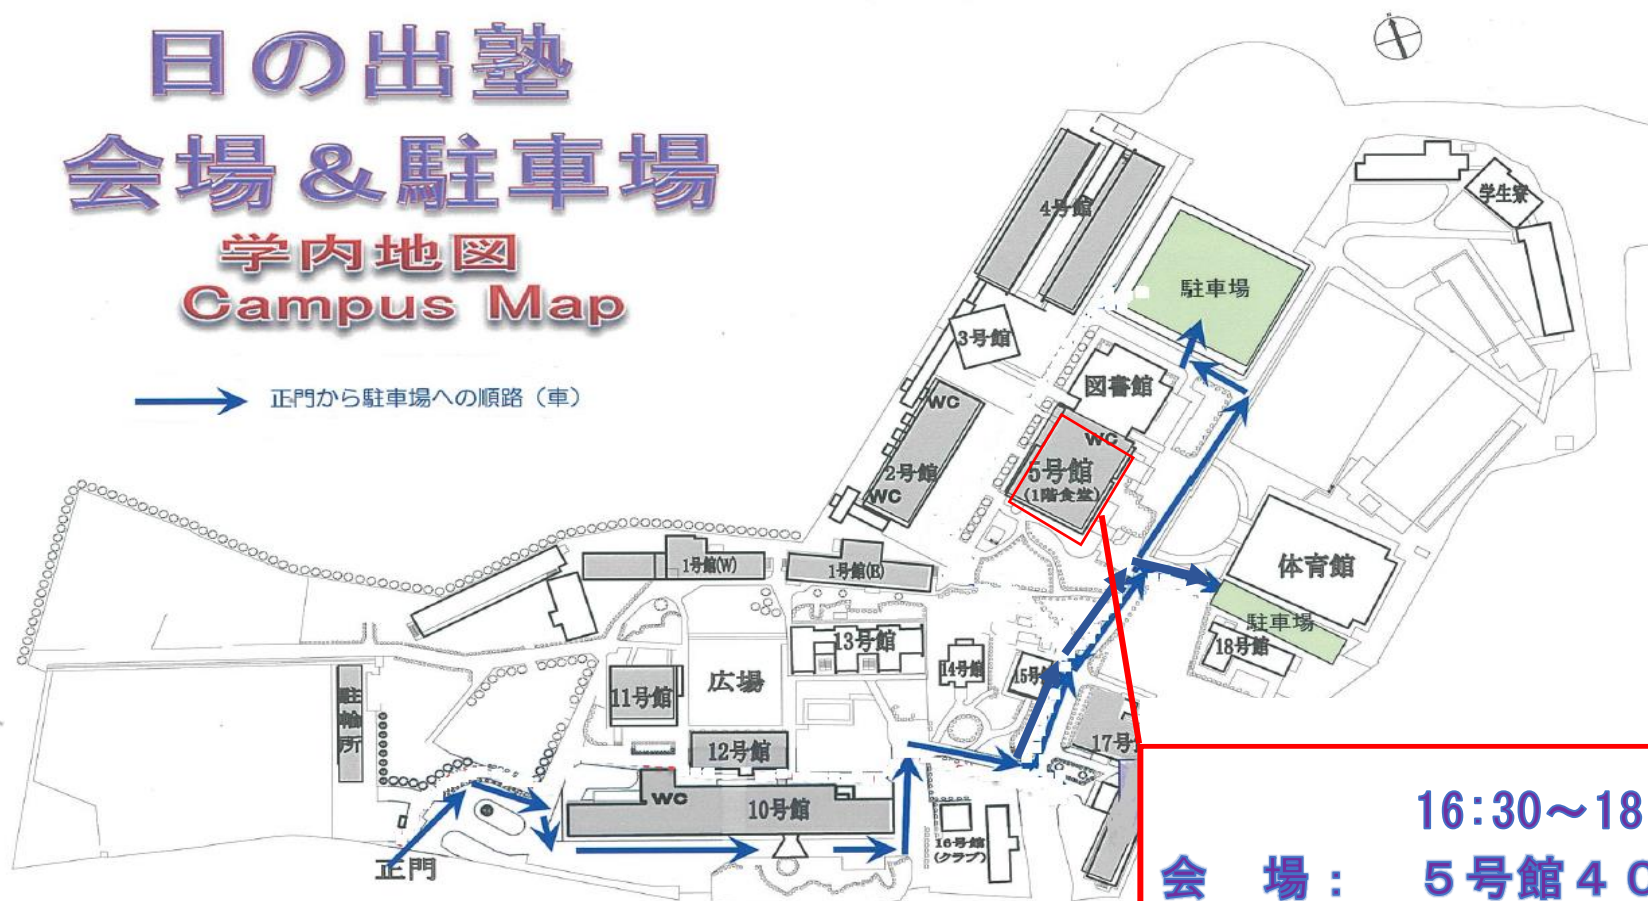 日の出塾
会場＆駐車場
学内地図
Campus Map
正門から駐車場への順路（車）
N
学生寮
4号館
駐車場
3号館
図書館
WC
2号館
WC
WC
5号館
(1階食堂)
体育館
駐車場
18号館
1号館(W)
1号館(E)
13号館
14号館
15号
11号館
広場
駐輪所
12号館
17号
WC
10号館
16号館
(クラブ)
正門
16:30～18
会　場：　５号館４０